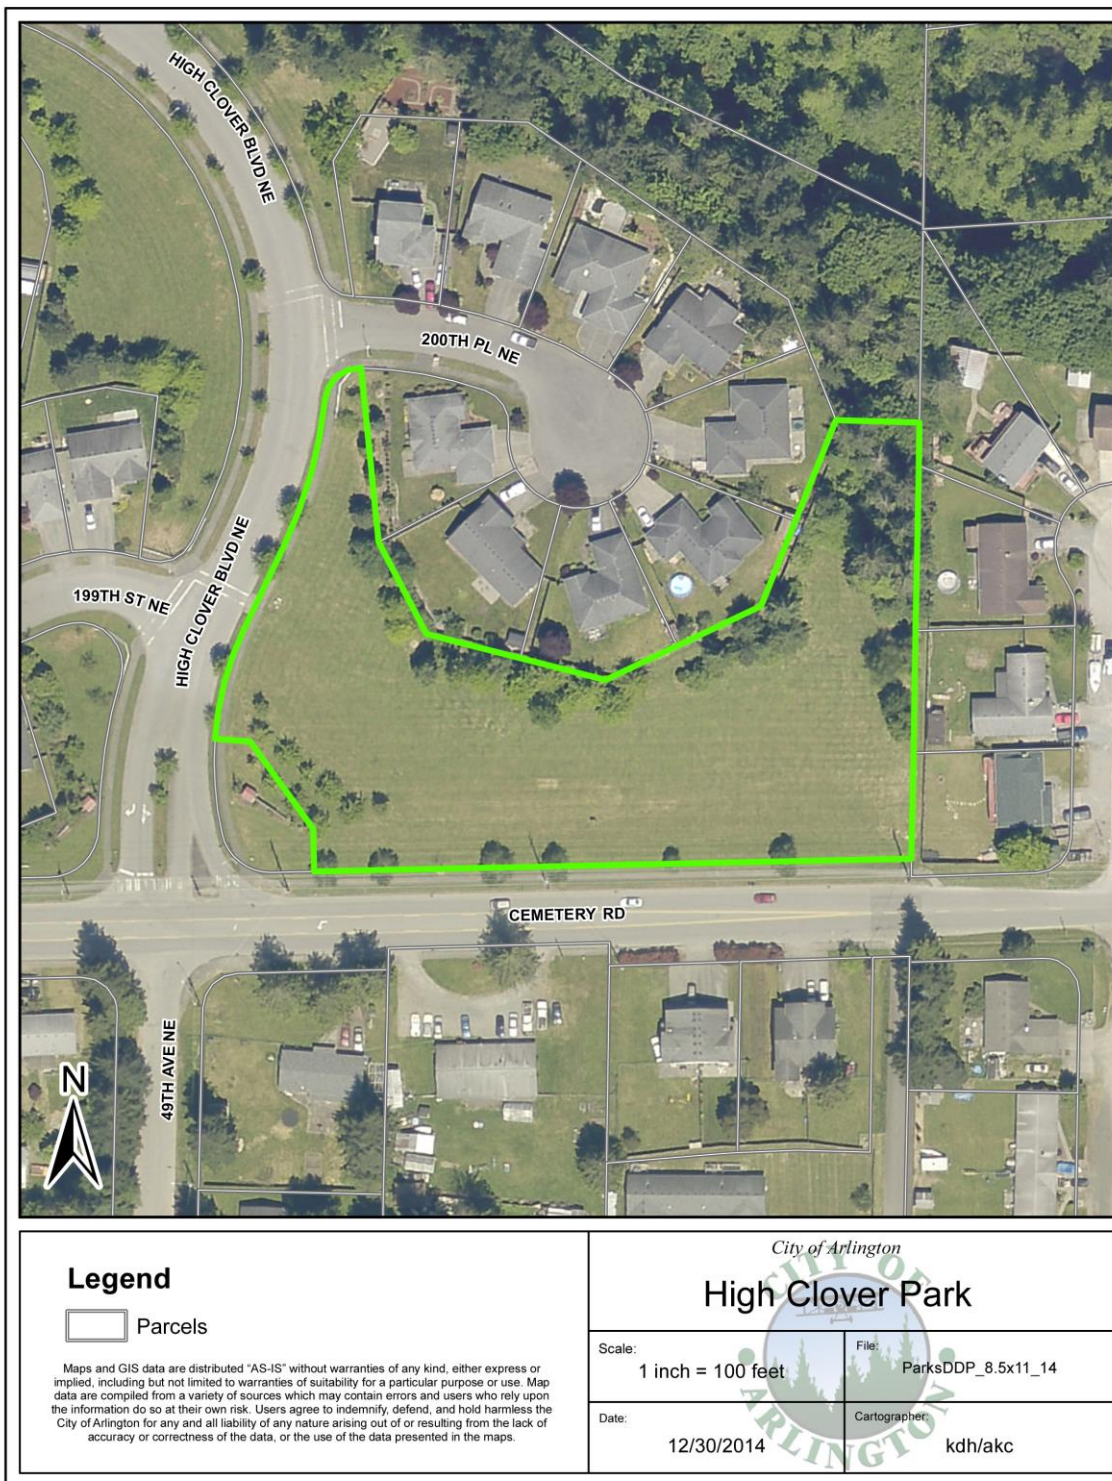 HIGH CLOVER BLVD NE
200TH PL NE
199TH ST NE
HIGH CLOVER BLVD NE
CEMETERY RD
49TH AVE NE
N
Legend
Parcels
Maps and GIS data are distributed "AS-IS" without warranties of any kind, either express or
implied, including but not limited to warranties of suitability for a particular purpose or use. Map
data are compiled from a variety of sources which may contain errors and users who rely upon
the information do so at their own risk. Users agree to indemnify, defend, and hold harmless the
City of Arlington for any and all liability of any nature arising out of or resulting from the lack of
accuracy or correctness of the data, or the use of the data presented in the maps.
City of Arlington
High Clover Park
CITY OF
ARLINGTON
Scale:
1 inch = 100 feet
File:
ParksDDP_8.5x11_14
Date:
12/30/2014
Cartographer:
kdh/akc